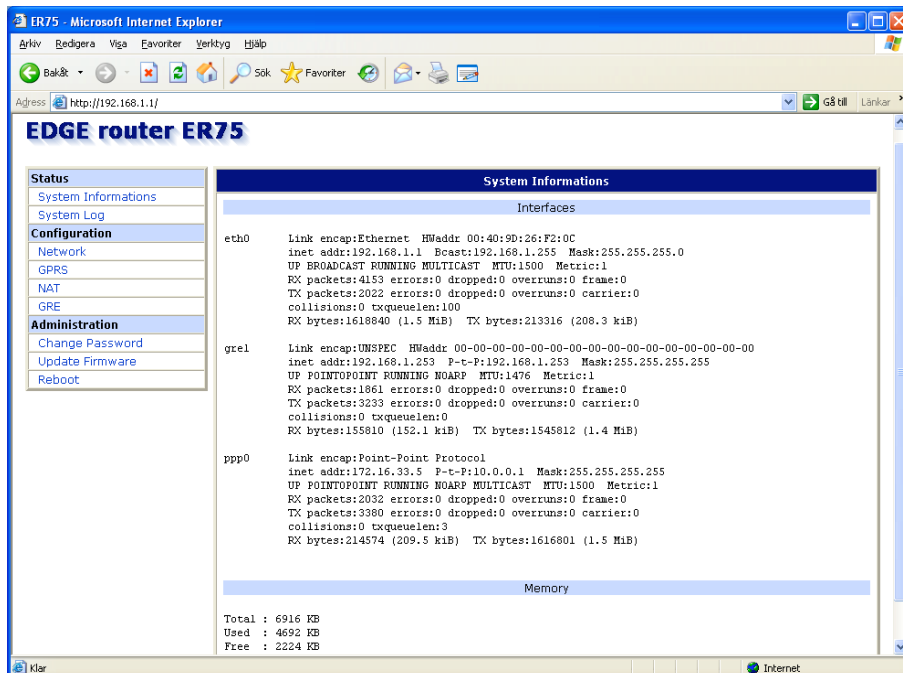 ER75 - Microsoft Internet Explorer
Arkiv Redigera Visa Favoriter Verktyg Hjälp
Bakåt Sök Favoriter
Adress http://192.168.1.1/ Gå till Länkar
EDGE router ER75
Status
System Informations
System Log
Configuration
Network
GPRS
NAT
GRE
Administration
Change Password
Update Firmware
Reboot
System Informations
Interfaces
eth0 Link encap:Ethernet HWaddr 00:40:9D:26:F2:0C
inet addr:192.168.1.1 Bcast:192.168.1.255 Mask:255.255.255.0
UP BROADCAST RUNNING MULTICAST MTU:1500 Metric:1
RX packets:4153 errors:0 dropped:0 overruns:0 frame:0
TX packets:2022 errors:0 dropped:0 overruns:0 carrier:0
collisions:0 txqueuelen:100
RX bytes:1618840 (1.5 MiB) TX bytes:213316 (208.3 kiB)
gre1 Link encap:UNSPEC HWaddr 00-00-00-00-00-00-00-00-00-00-00-00-00-00-00-00
inet addr:192.168.1.253 P-t-P:192.168.1.253 Mask:255.255.255.255
UP POINTOPOINT RUNNING NOARP MTU:1476 Metric:1
RX packets:1861 errors:0 dropped:0 overruns:0 frame:0
TX packets:3233 errors:0 dropped:0 overruns:0 carrier:0
collisions:0 txqueuelen:0
RX bytes:155810 (152.1 kiB) TX bytes:1545812 (1.4 MiB)
ppp0 Link encap:Point-Point Protocol
inet addr:172.16.33.5 P-t-P:10.0.0.1 Mask:255.255.255.255
UP POINTOPOINT RUNNING NOARP MULTICAST MTU:1500 Metric:1
RX packets:2032 errors:0 dropped:0 overruns:0 frame:0
TX packets:3380 errors:0 dropped:0 overruns:0 carrier:0
collisions:0 txqueuelen:3
RX bytes:214574 (209.5 kiB) TX bytes:1616801 (1.5 MiB)
Memory
Total : 6916 KB
Used : 4692 KB
Free : 2224 KB
Klar Internet